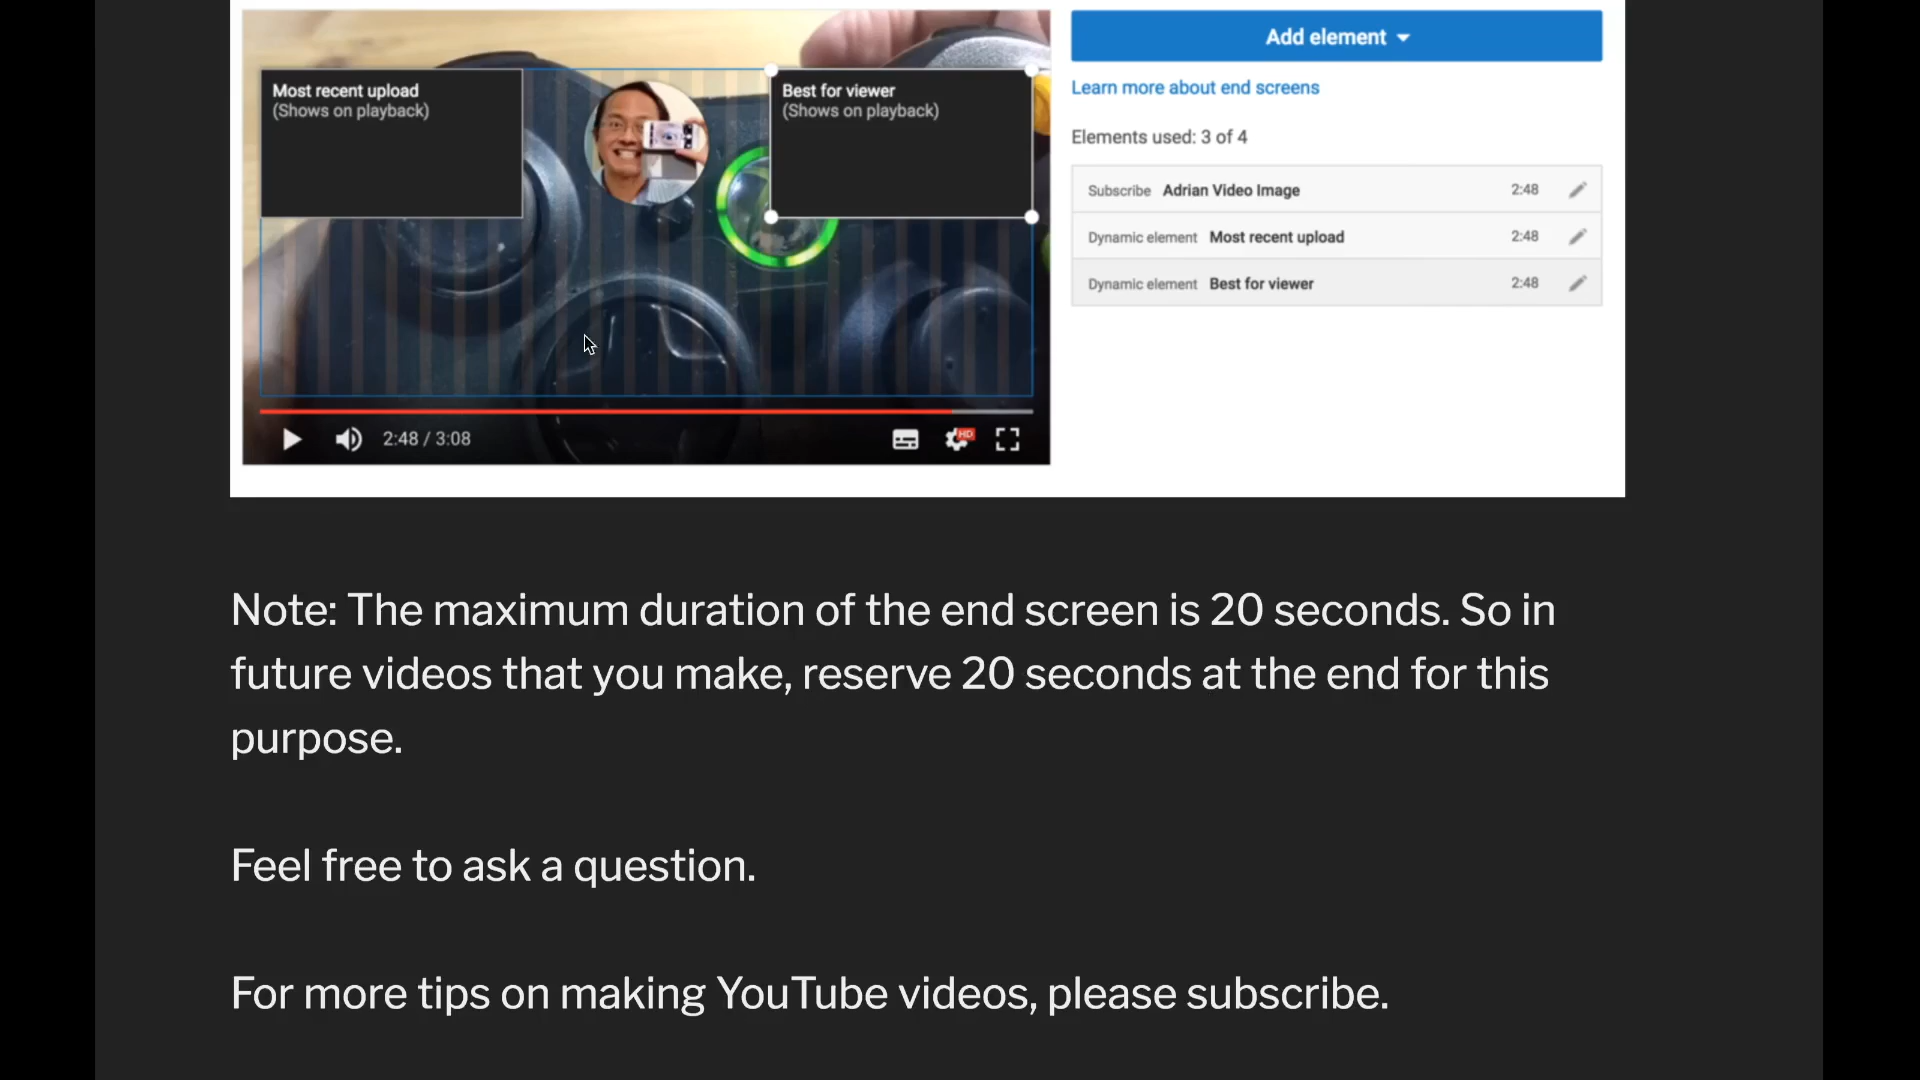 Most recent upload
(Shows on playback)
Best for viewer
(Shows on playback)
2:48 / 3:08
HD
Add element
Learn more about end screens
Elements used: 3 of 4
Subscribe Adrian Video Image 2:48
Dynamic element Most recent upload 2:48
Dynamic element Best for viewer 2:48
Note: The maximum duration of the end screen is 20 seconds. So in
future videos that you make, reserve 20 seconds at the end for this
purpose.
Feel free to ask a question.
For more tips on making YouTube videos, please subscribe.